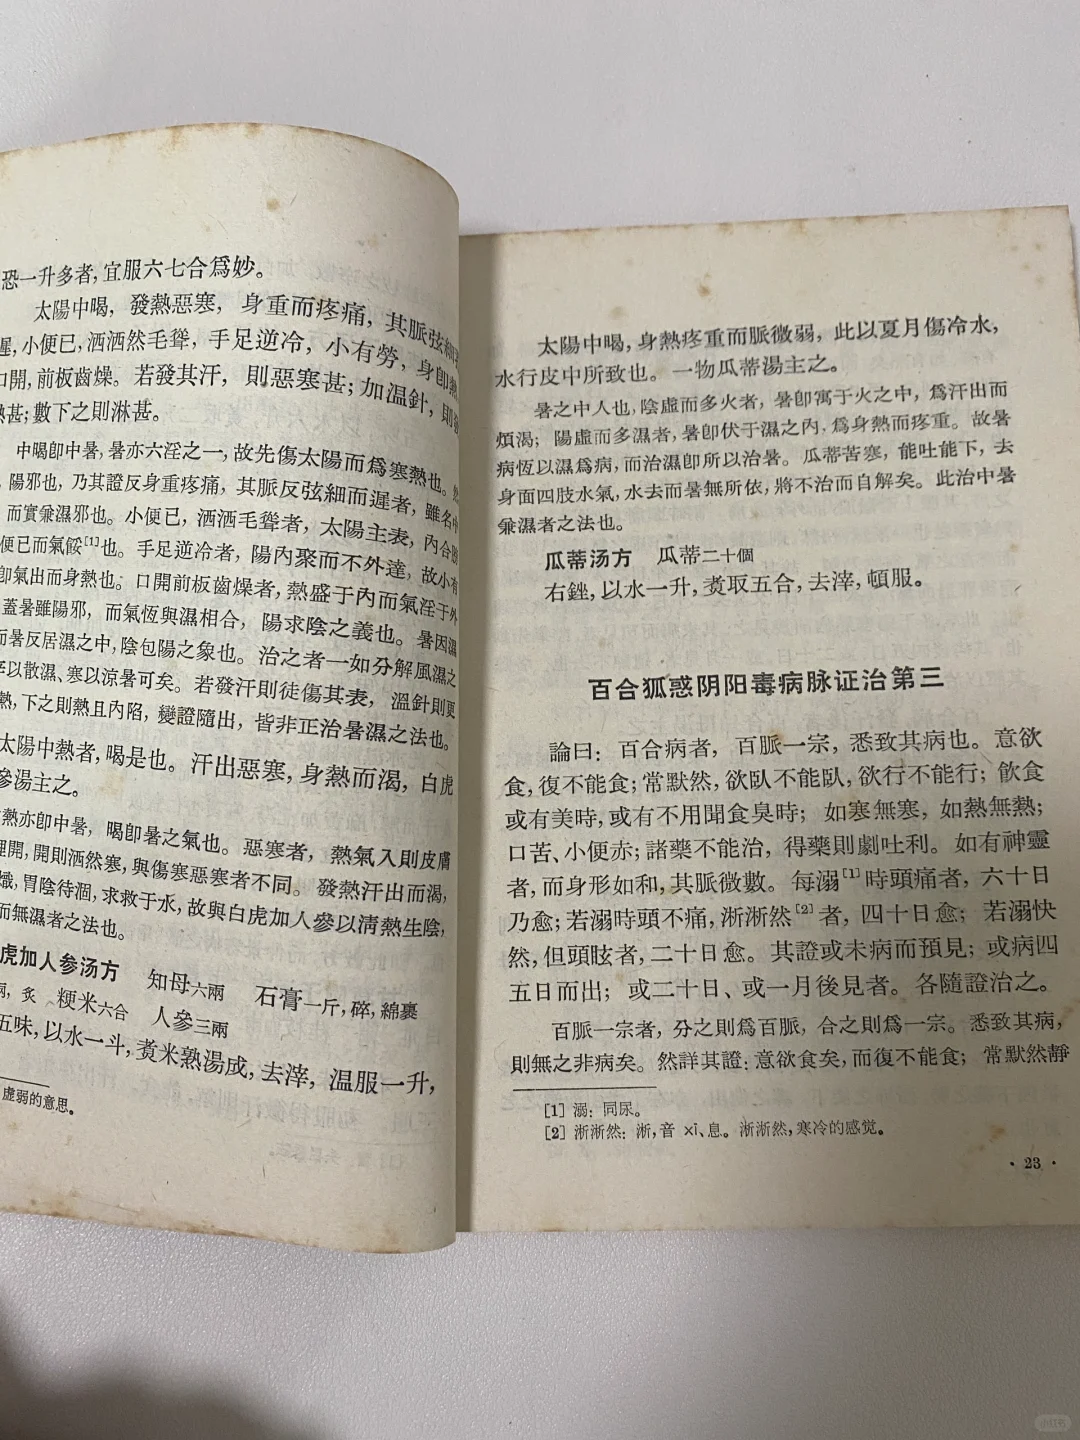 恐一升多者，宜服六七合爲妙。
太陽中暍，發熱惡寒，身重而疼痛，其脈弦細
遲，小便已，洒洒然毛聳，手足逆冷，小有勞，身卽熱
口開，前板齒燥。若發其汗，則惡寒甚；加温針，則
熱甚；數下之則淋甚。
中暍卽中暑，暑亦六淫之一，故先傷太陽而爲寒熱也。
陽邪也，乃其證反身重疼痛，其脈反弦細而遲者，雖名中
而實兼濕邪也。小便已，洒洒毛聳者，太陽主表，內合膀
便已而氣餒[1]也。手足逆冷者，陽內聚而不外達，故小有
卽氣出而身熱也。口開前板齒燥者，熱盛于內而氣淫于外
蓋暑雖陽邪，而氣恆與濕相合，陽求陰之義也。暑因濕
而暑反居濕之中，陰包陽之象也。治之者一如分解風濕之
辛以散濕、寒以涼暑可矣。若發汗則徒傷其表，溫針則更
熱，下之則熱且內陷，變證隨出，皆非正治暑濕之法也。
太陽中熱者，暍是也。汗出惡寒，身熱而渴，白虎
參湯主之。
熱亦卽中暑，暍卽暑之氣也。惡寒者，熱氣入則皮膚
理開，開則洒然寒，與傷寒惡寒者不同。發熱汗出而渴，
熾，胃陰待涸，求救于水，故與白虎加人參以清熱生陰，
而無濕者之法也。
虎加人參汤方 知母六兩 石膏一斤，碎，綿裹
兩，炙 粳米六合 人參三兩
五味，以水一斗，煑米熟湯成，去滓，温服一升，
虚弱的意思。
太陽中暍，身熱疼重而脈微弱，此以夏月傷冷水，
水行皮中所致也。一物瓜蒂湯主之。
暑之中人也，陰虛而多火者，暑卽寓于火之中，爲汗出而
煩渴；陽虛而多濕者，暑卽伏于濕之內，爲身熱而疼重。故暑
病恆以濕爲病，而治濕卽所以治暑。瓜蒂苦寒，能吐能下，去
身面四肢水氣，水去而暑無所依，將不治而自解矣。此治中暑
兼濕者之法也。
瓜蒂汤方 瓜蒂二十個
右銼，以水一升，煑取五合，去滓，頓服。
百合狐惑阴阳毒病脉证治第三
論曰：百合病者，百脈一宗，悉致其病也。意欲
食，復不能食；常默然，欲臥不能臥，欲行不能行；飮食
或有美時，或有不用聞食臭時；如寒無寒，如熱無熱；
口苦、小便赤；諸藥不能治，得藥則劇吐利。如有神靈
者，而身形如和，其脈微數。每溺[1]時頭痛者，六十日
乃愈；若溺時頭不痛，淅淅然[2]者，四十日愈；若溺快
然，但頭眩者，二十日愈。其證或未病而預見；或病四
五日而出；或二十日、或一月後見者。各隨證治之。
百脈一宗者，分之則爲百脈，合之則爲一宗。悉致其病，
則無之非病矣。然詳其證：意欲食矣，而復不能食；常默然靜
[1] 溺：同尿。
[2] 淅淅然：淅，音 xī、息。淅淅然，寒冷的感觉。
· 23 ·
小红书